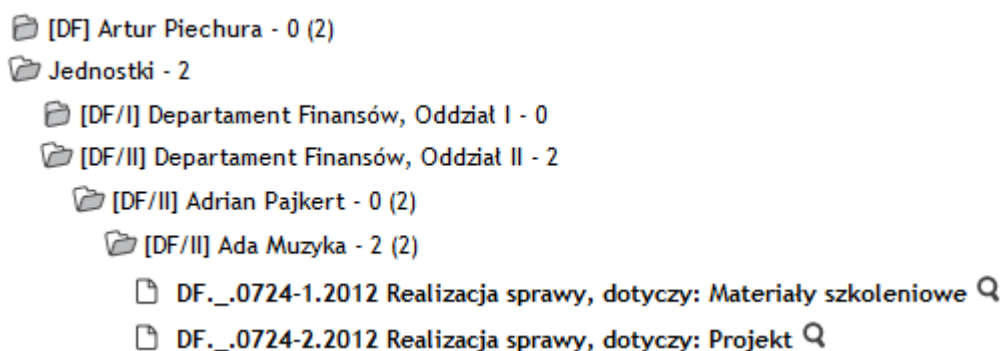 [DF] Artur Piechura - 0 (2)
Jednostki - 2
[DF/I] Departament Finansów, Oddział I - 0
[DF/II] Departament Finansów, Oddział II - 2
[DF/II] Adrian Pajkert - 0 (2)
[DF/II] Ada Muzyka - 2 (2)
DF._.0724-1.2012 Realizacja sprawy, dotyczy: Materiały szkoleniowe
DF._.0724-2.2012 Realizacja sprawy, dotyczy: Projekt